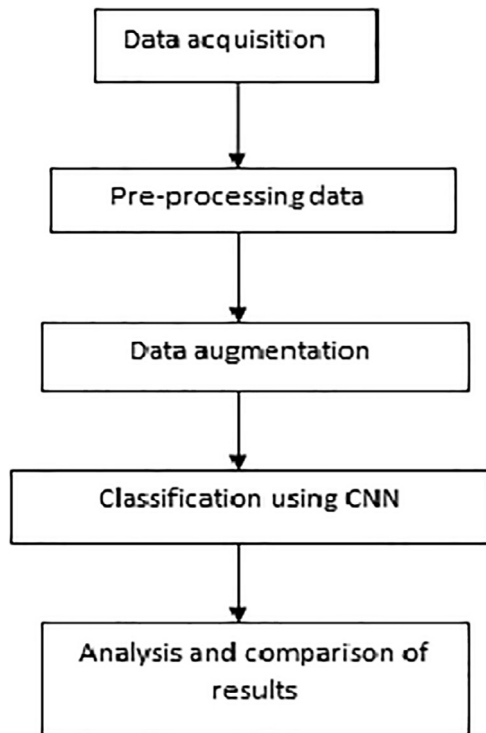 Data acquisition
Pre-processing data
Data augmentation
Classification using CNN
Analysis and comparison of
results